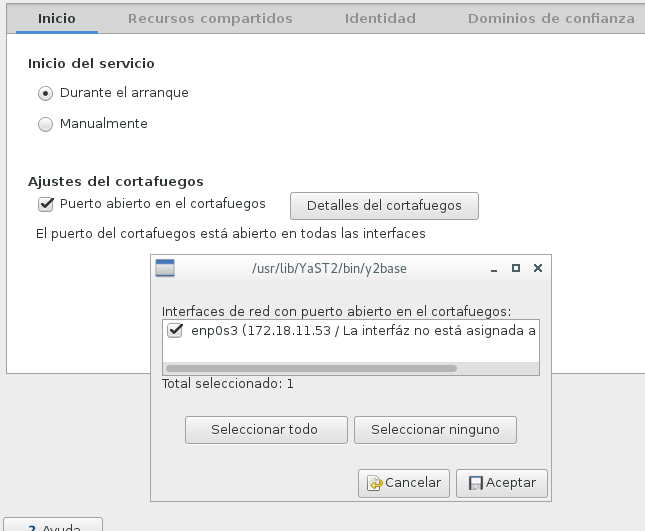 Inicio Recursos compartidos Identidad Dominios de confianza
Inicio del servicio
Durante el arranque
Manualmente
Ajustes del cortafuegos
Puerto abierto en el cortafuegos Detalles del cortafuegos
El puerto del cortafuegos está abierto en todas las interfaces
/usr/lib/YaST2/bin/y2base
Interfaces de red con puerto abierto en el cortafuegos:
enp0s3 (172.18.11.53 / La interfáz no está asignada a
Total seleccionado: 1
Seleccionar todo Seleccionar ninguno
Cancelar Aceptar
? Ayuda